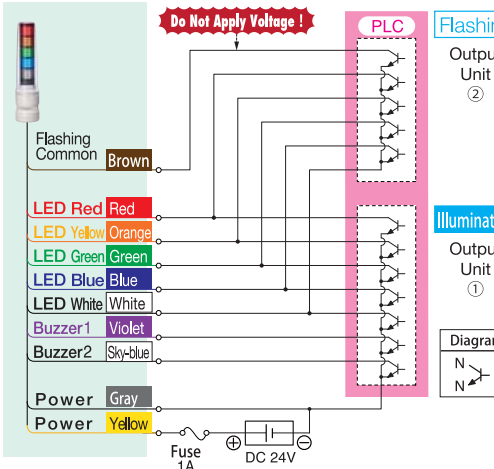 Do Not Apply Voltage !
PLC
Flashin
Outpu
Unit
②
Flashing
Common
Brown
LED Red Red
LED Yellow Orange
LED Green Green
LED Blue Blue
LED White White
Buzzer1 Violet
Buzzer2 Sky-blue
Illuminat
Outpu
Unit
①
Diagran
N
N
Power Gray
Power Yellow
Fuse
1A
⊕ ⊖
DC 24V